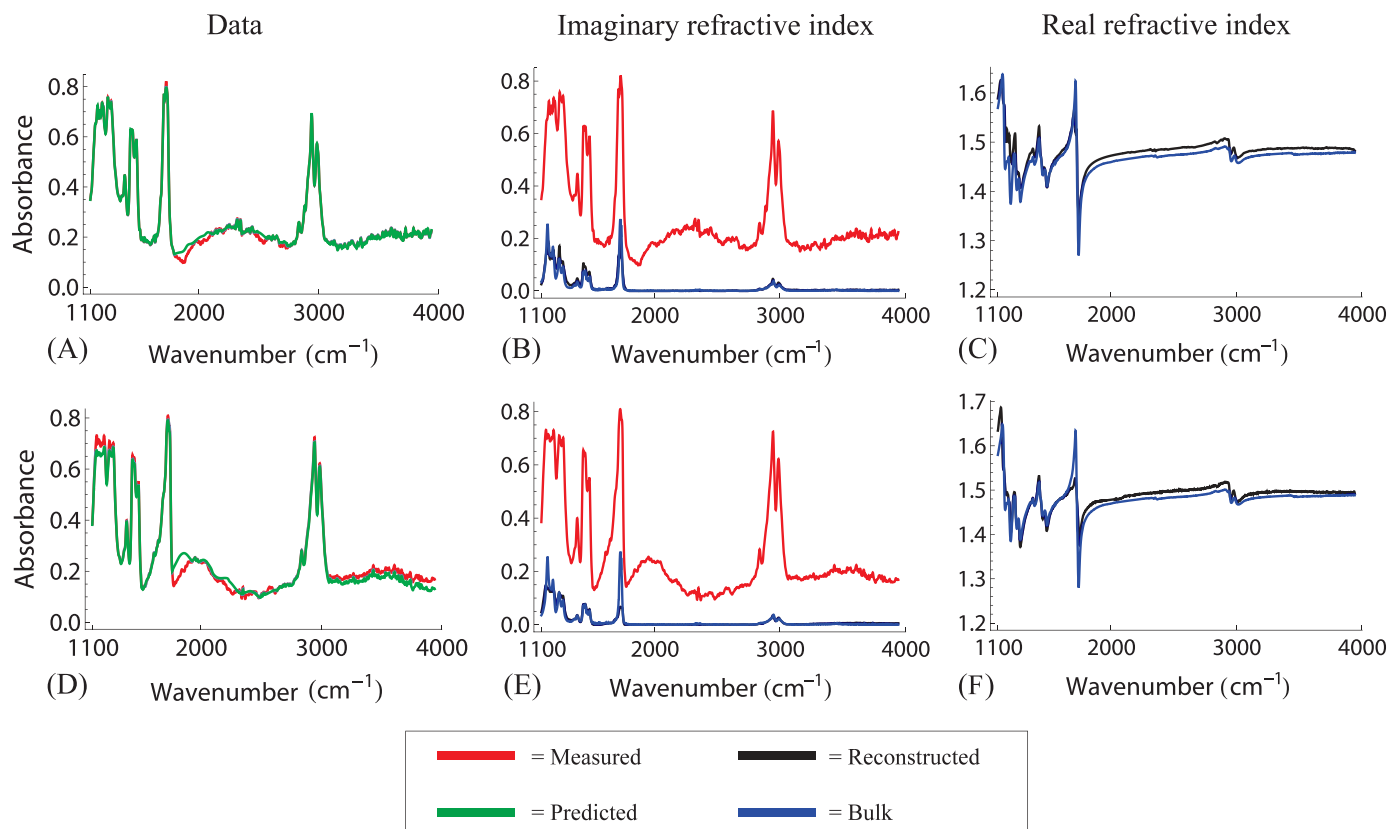 Data
Imaginary refractive index
Real refractive index
Absorbance
0.8
0.6
0.4
0.2
0.0
1100 2000 3000 4000
(A) Wavenumber (cm⁻¹)
0.8
0.6
0.4
0.2
0.0
1100 2000 3000 4000
(B) Wavenumber (cm⁻¹)
1.6
1.5
1.4
1.3
1.2
1100 2000 3000 4000
(C) Wavenumber (cm⁻¹)
Absorbance
0.8
0.6
0.4
0.2
0.0
1100 2000 3000 4000
(D) Wavenumber (cm⁻¹)
0.8
0.6
0.4
0.2
0.0
1100 2000 3000 4000
(E) Wavenumber (cm⁻¹)
1.7
1.6
1.5
1.4
1.3
1.2
1100 2000 3000 4000
(F) Wavenumber (cm⁻¹)
= Measured
= Reconstructed
= Predicted
= Bulk